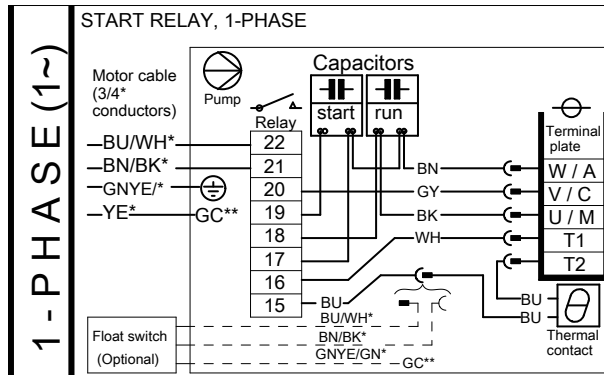 START RELAY, 1-PHASE
1-PHASE (1~)
Motor cable
(3/4*
conductors)
Pump
Relay
Capacitors
start
run
Terminal
plate
BU/WH*
BN/BK*
GNYE/*
YE*
GC**
22
21
20
19
18
17
16
15
BN
GY
BK
WH
W / A
V / C
U / M
T1
T2
BU
BU
BU
Thermal
contact
Float switch
(Optional)
BU/WH*
BN/BK*
GNYE/GN*
GC**